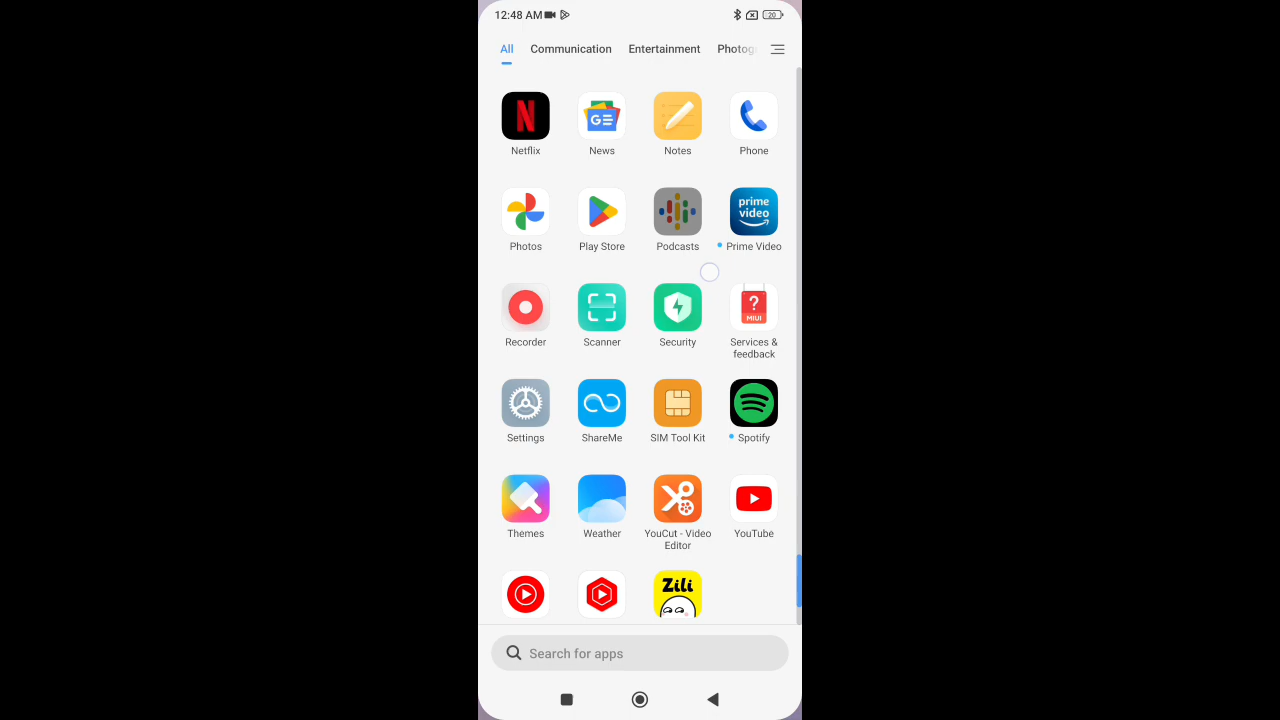 12:48 AM 20
All Communication Entertainment Photog
N GE prime video
Netflix News Notes Phone
Photos Play Store Podcasts Prime Video
? MIUI
Recorder Scanner Security Services &
feedback
Settings ShareMe SIM Tool Kit Spotify
Themes Weather YouCut - Video YouTube
Editor
Zili
Search for apps